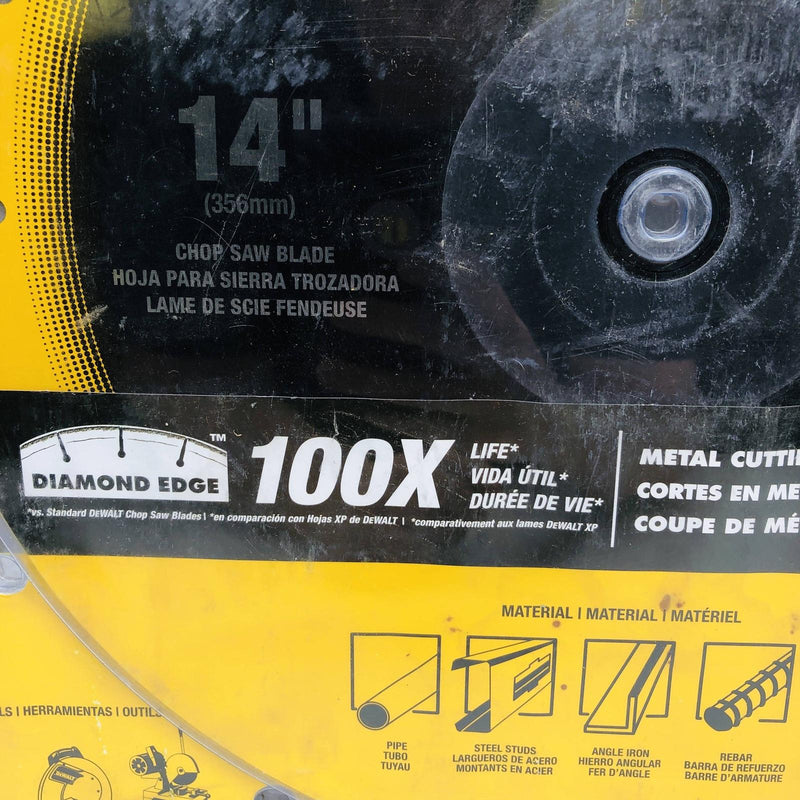 14"
(356mm)
CHOP SAW BLADE
HOJA PARA SIERRA TROZADORA
LAME DE SCIE FENDEUSE
DIAMOND EDGE™
100X
LIFE*
VIDA ÚTIL*
DURÉE DE VIE*
*vs. Standard DEWALT Chop Saw Blades | *en comparación con Hojas XP de DEWALT | *comparativement aux lames DEWALT XP
METAL CUTTI
CORTES EN ME
COUPE DE MÉ
MATERIAL | MATERIAL | MATÉRIEL
PIPE
TUBO
TUYAU
STEEL STUDS
LARGUEROS DE ACERO
MONTANTS EN ACIER
ANGLE IRON
HIERRO ANGULAR
FER D'ANGLE
REBAR
BARRA DE REFUERZO
BARRE D'ARMATURE
LS | HERRAMIENTAS | OUTILS
DEWALT